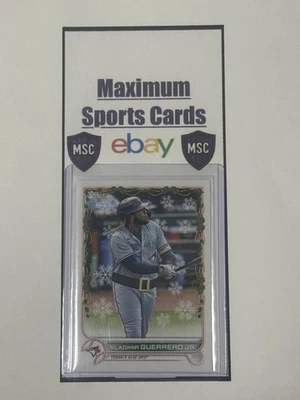 Maximum
Sports Cards
MSC ebay MSC
VLADIMIR GUERRERO JR.
TORONTO BLUE JAYS